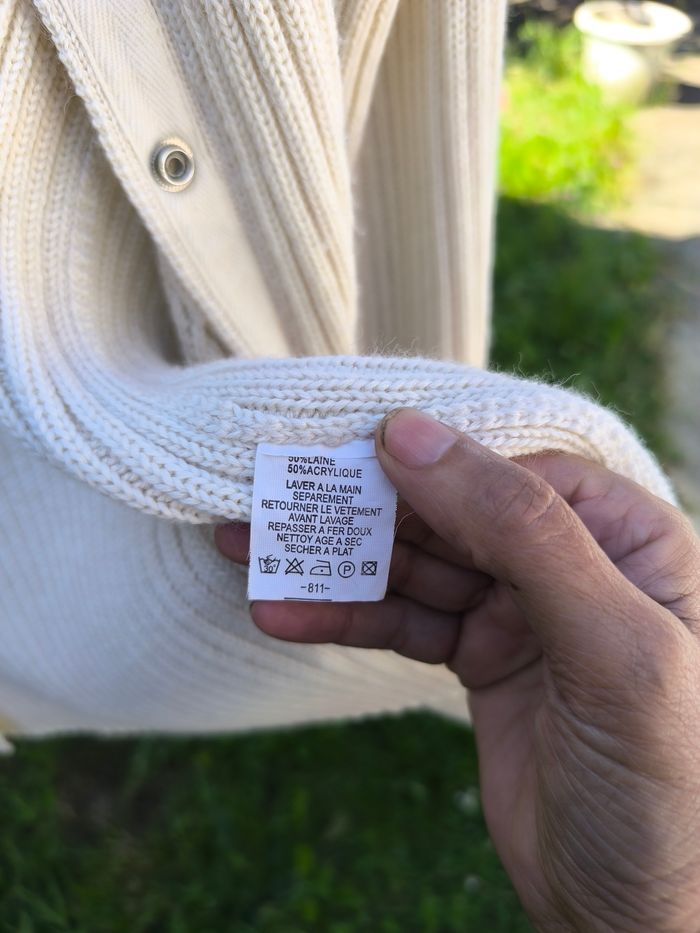 50%LAINE
50%ACRYLIQUE
LAVER A LA MAIN
SEPAREMENT
RETOURNER LE VETEMENT
AVANT LAVAGE
REPASSER A FER DOUX
NETTOY AGE A SEC
SECHER A PLAT
30° P
-811-